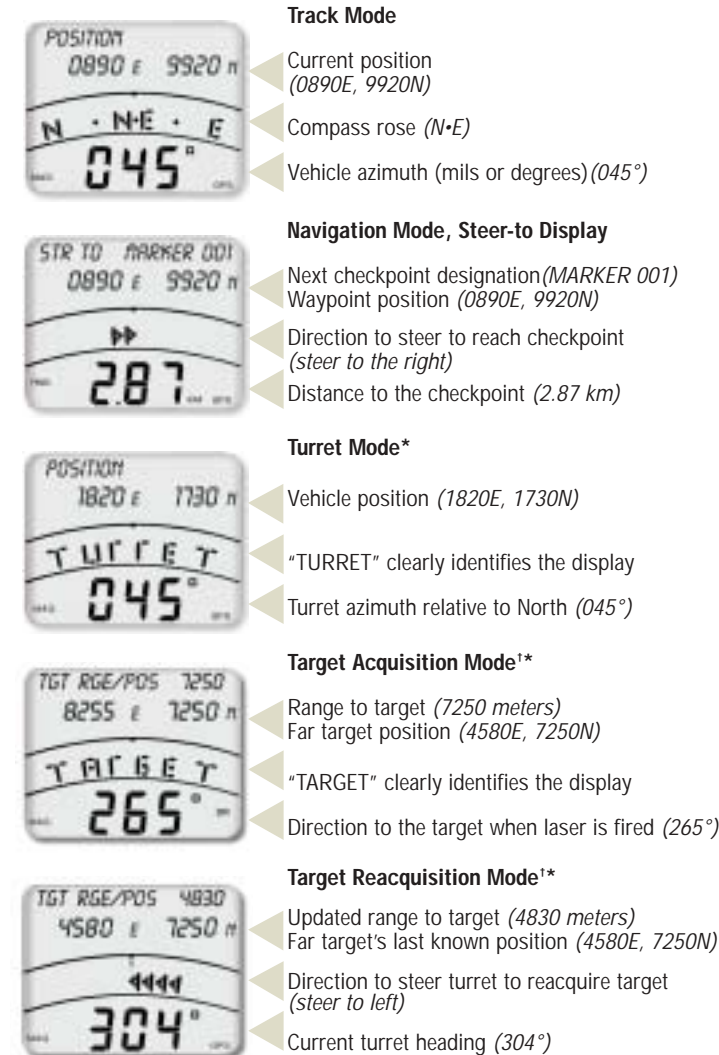 Track Mode
POSITION
0890 E 9920 N
N • N•E • E
045°
Current position
(0890E, 9920N)
Compass rose (N•E)
Vehicle azimuth (mils or degrees)(045°)
Navigation Mode, Steer-to Display
STR TO MARKER 001
0890 E 9920 N
2.87
KM
Next checkpoint designation(MARKER 001)
Waypoint position (0890E, 9920N)
Direction to steer to reach checkpoint
(steer to the right)
Distance to the checkpoint (2.87 km)
Turret Mode*
POSITION
1820 E 1730 N
TURRET
045°
Vehicle position (1820E, 1730N)
“TURRET” clearly identifies the display
Turret azimuth relative to North (045°)
Target Acquisition Mode†*
TGT RGE/POS 7250
8255 E 7250 N
TARGET
265°
Range to target (7250 meters)
Far target position (4580E, 7250N)
“TARGET” clearly identifies the display
Direction to the target when laser is fired (265°)
Target Reacquisition Mode†*
TGT RGE/POS 4830
4580 E 7250 N
304°
Updated range to target (4830 meters)
Far target’s last known position (4580E, 7250N)
Direction to steer turret to reacquire target
(steer to left)
Current turret heading (304°)